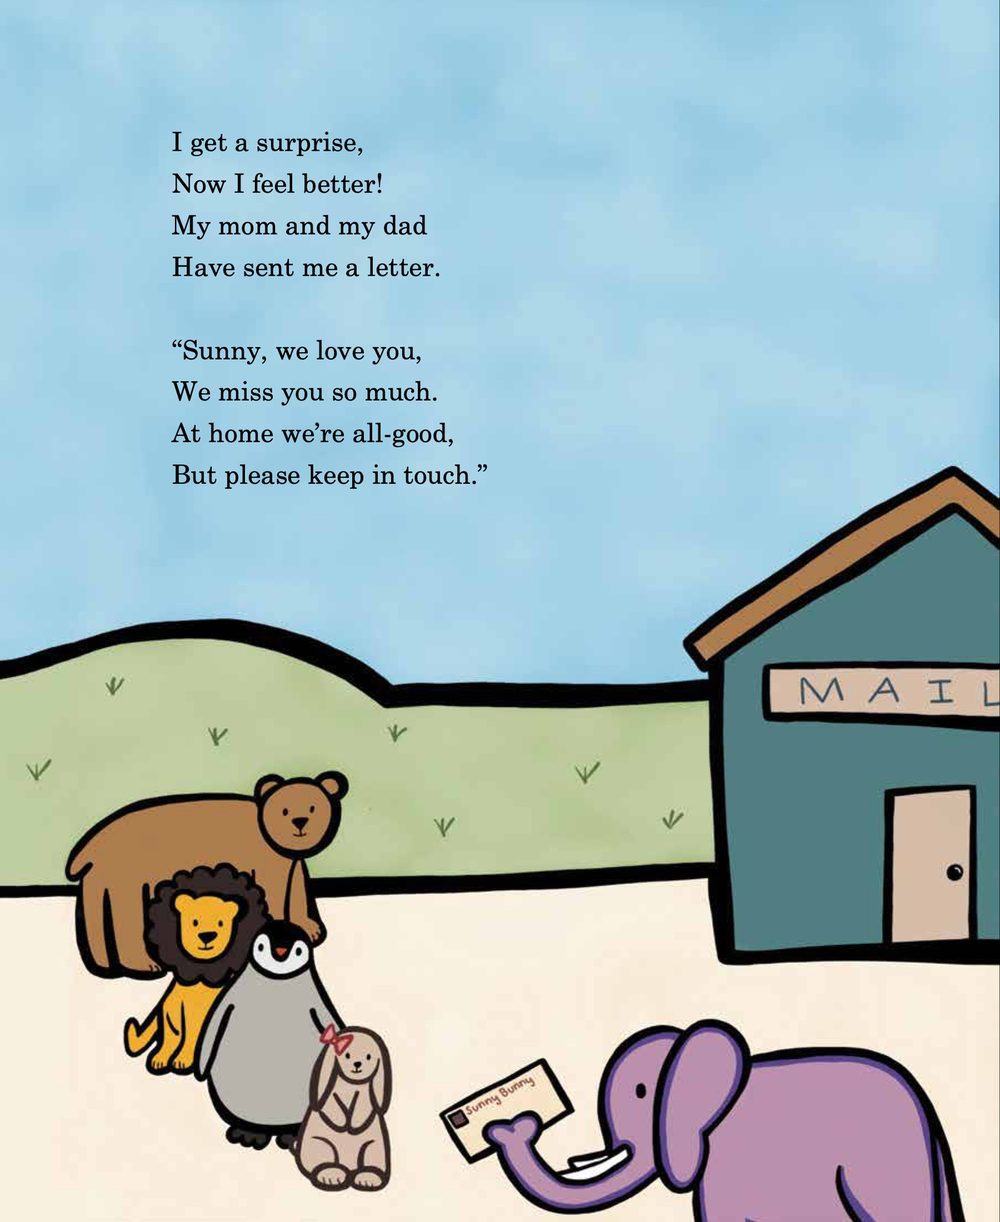 I get a surprise,
Now I feel better!
My mom and my dad
Have sent me a letter.
“Sunny, we love you,
We miss you so much.
At home we’re all-good,
But please keep in touch.”
MAIL
Sunny Bunny